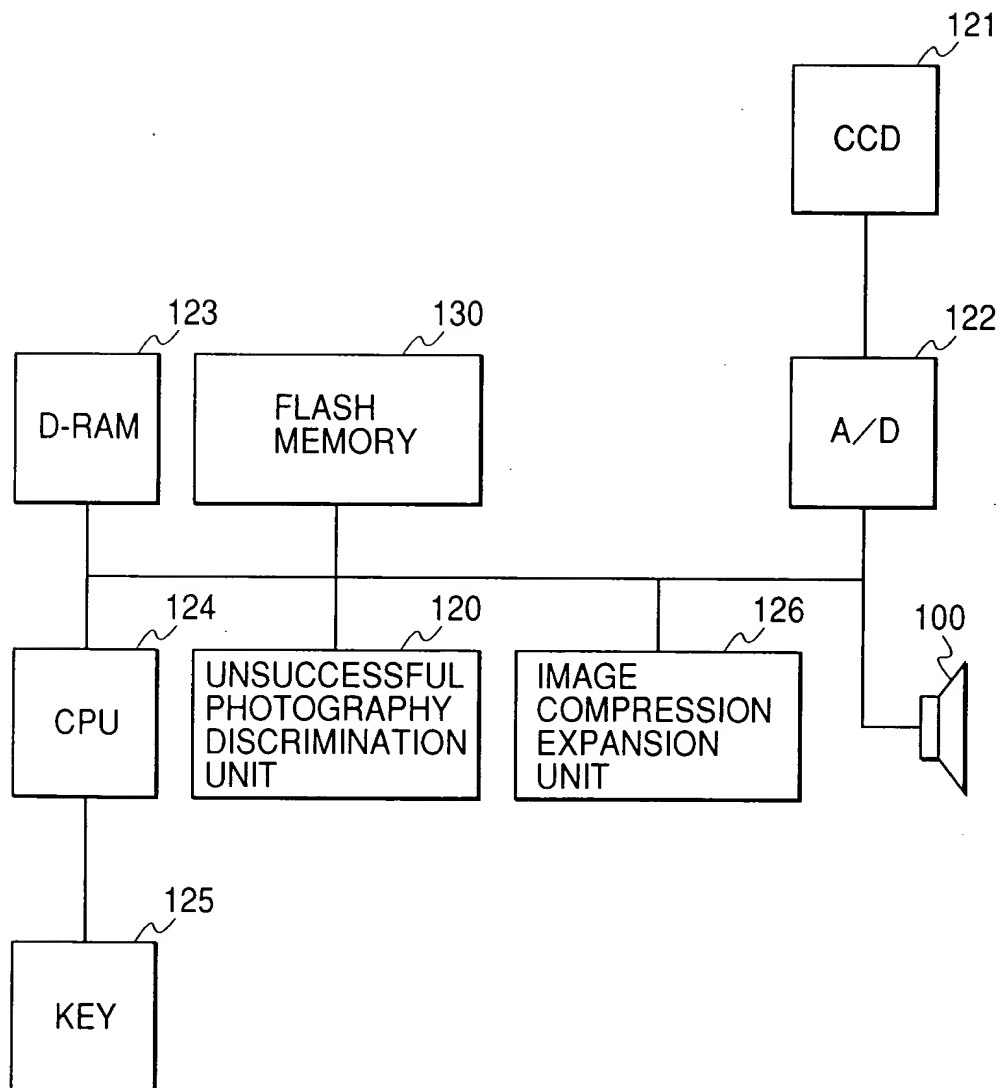 121
CCD
123
130
122
D-RAM
FLASH
MEMORY
A/D
124
120
126
100
CPU
UNSUCCESSFUL
PHOTOGRAPHY
DISCRIMINATION
UNIT
IMAGE
COMPRESSION
EXPANSION
UNIT
125
KEY